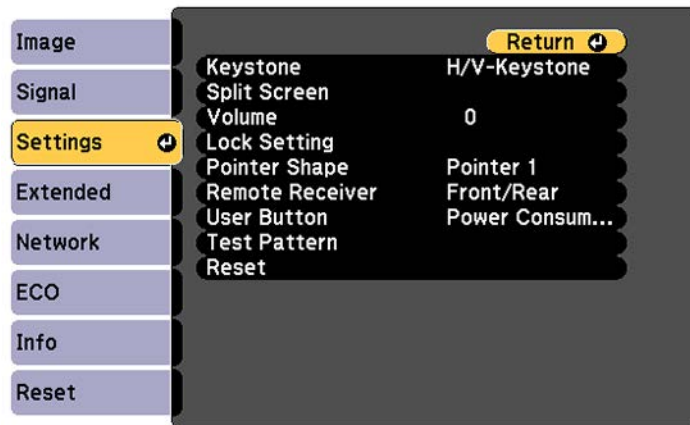 Image
Signal
Settings
Extended
Network
ECO
Info
Reset
Return
Keystone H/V-Keystone
Split Screen
Volume 0
Lock Setting
Pointer Shape Pointer 1
Remote Receiver Front/Rear
User Button Power Consum...
Test Pattern
Reset